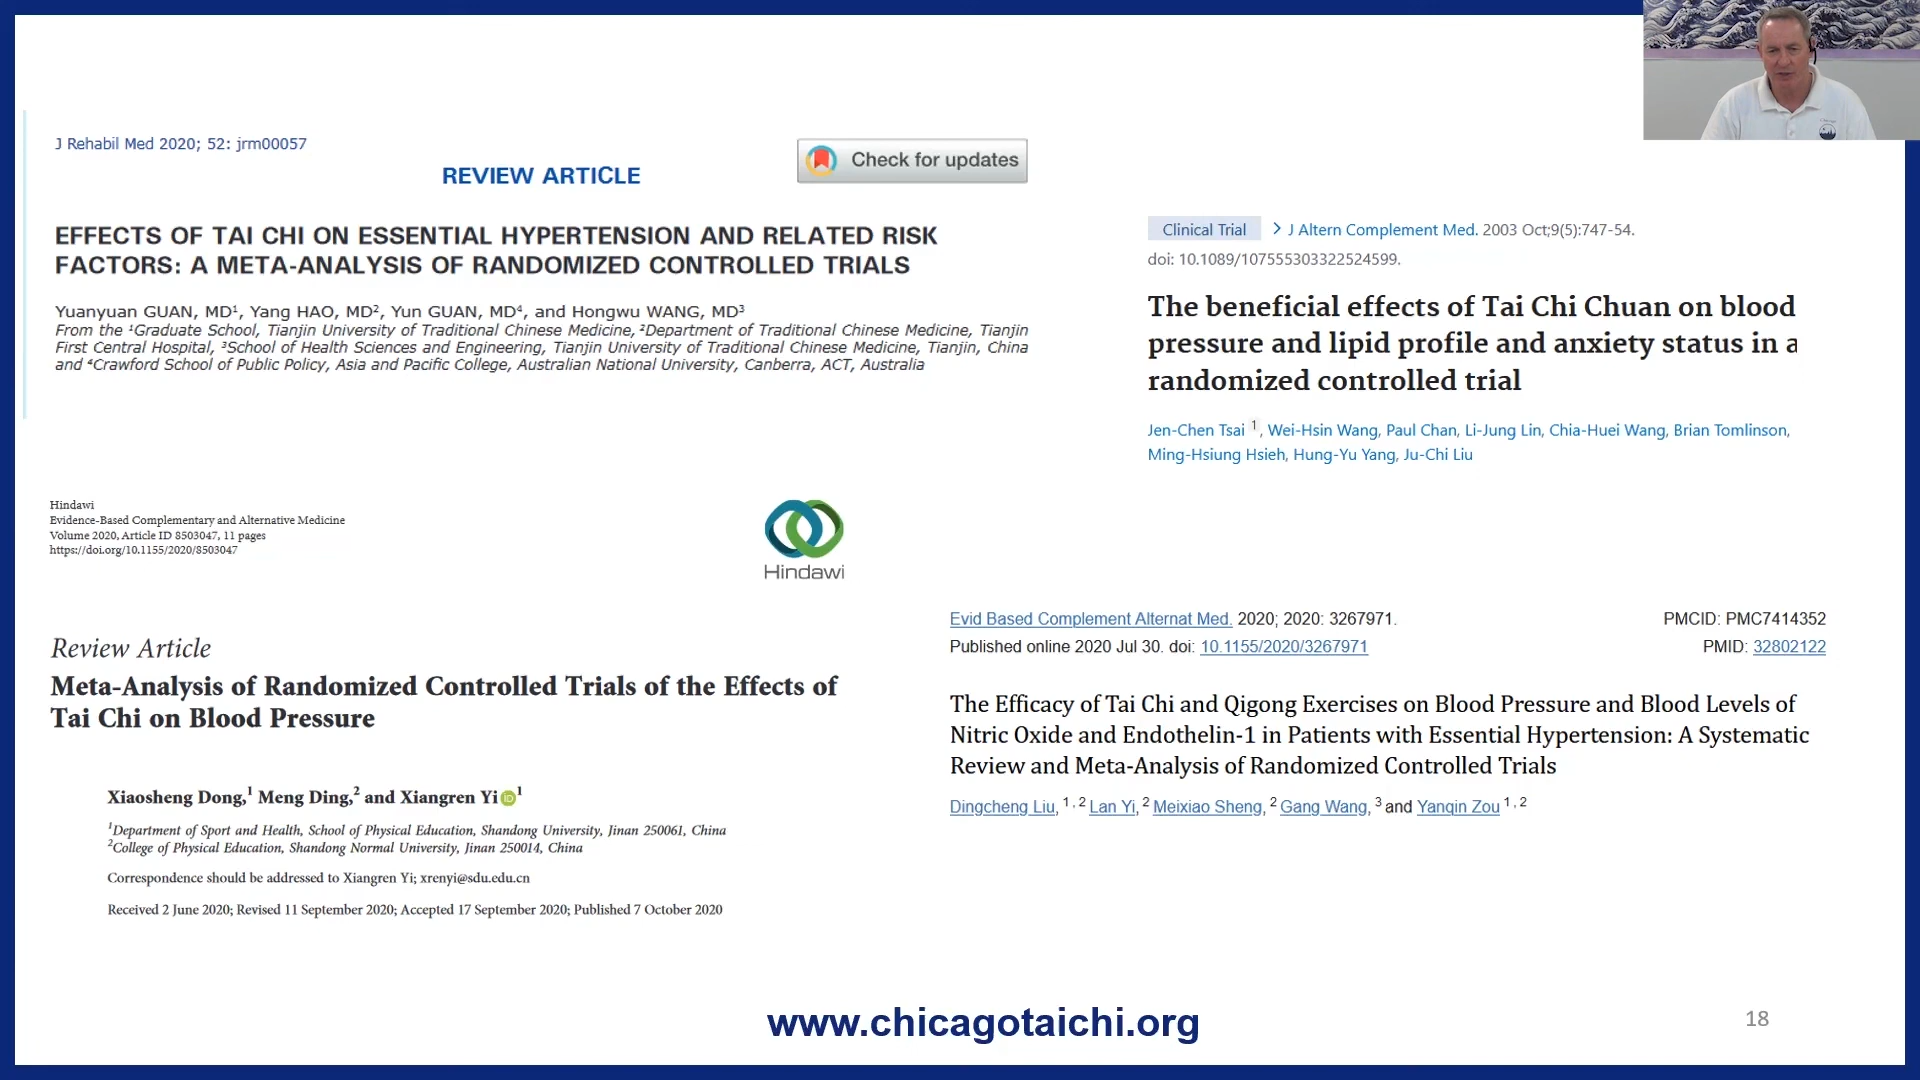 J Rehabil Med 2020; 52: jrm00057
REVIEW ARTICLE
Check for updates
EFFECTS OF TAI CHI ON ESSENTIAL HYPERTENSION AND RELATED RISK
FACTORS: A META-ANALYSIS OF RANDOMIZED CONTROLLED TRIALS
Yuanyuan GUAN, MD1, Yang HAO, MD2, Yun GUAN, MD4, and Hongwu WANG, MD3
From the 1Graduate School, Tianjin University of Traditional Chinese Medicine, 2Department of Traditional Chinese Medicine, Tianjin
First Central Hospital, 3School of Health Sciences and Engineering, Tianjin University of Traditional Chinese Medicine, Tianjin, China
and 4Crawford School of Public Policy, Asia and Pacific College, Australian National University, Canberra, ACT, Australia
Clinical Trial > J Altern Complement Med. 2003 Oct;9(5):747-54.
doi: 10.1089/107555303322524599.
The beneficial effects of Tai Chi Chuan on blood
pressure and lipid profile and anxiety status in a
randomized controlled trial
Jen-Chen Tsai 1, Wei-Hsin Wang, Paul Chan, Li-Jung Lin, Chia-Huei Wang, Brian Tomlinson,
Ming-Hsiung Hsieh, Hung-Yu Yang, Ju-Chi Liu
Hindawi
Evidence-Based Complementary and Alternative Medicine
Volume 2020, Article ID 8503047, 11 pages
https://doi.org/10.1155/2020/8503047
Hindawi
Review Article
Meta-Analysis of Randomized Controlled Trials of the Effects of
Tai Chi on Blood Pressure
Xiaosheng Dong,1 Meng Ding,2 and Xiangren Yi iD 1
1Department of Sport and Health, School of Physical Education, Shandong University, Jinan 250061, China
2College of Physical Education, Shandong Normal University, Jinan 250014, China
Correspondence should be addressed to Xiangren Yi; xrenyi@sdu.edu.cn
Received 2 June 2020; Revised 11 September 2020; Accepted 17 September 2020; Published 7 October 2020
Evid Based Complement Alternat Med. 2020; 2020: 3267971.
PMCID: PMC7414352
Published online 2020 Jul 30. doi: 10.1155/2020/3267971
PMID: 32802122
The Efficacy of Tai Chi and Qigong Exercises on Blood Pressure and Blood Levels of
Nitric Oxide and Endothelin-1 in Patients with Essential Hypertension: A Systematic
Review and Meta-Analysis of Randomized Controlled Trials
Dingcheng Liu, 1, 2 Lan Yi, 2 Meixiao Sheng, 2 Gang Wang, 3 and Yanqin Zou 1, 2
www.chicagotaichi.org
18